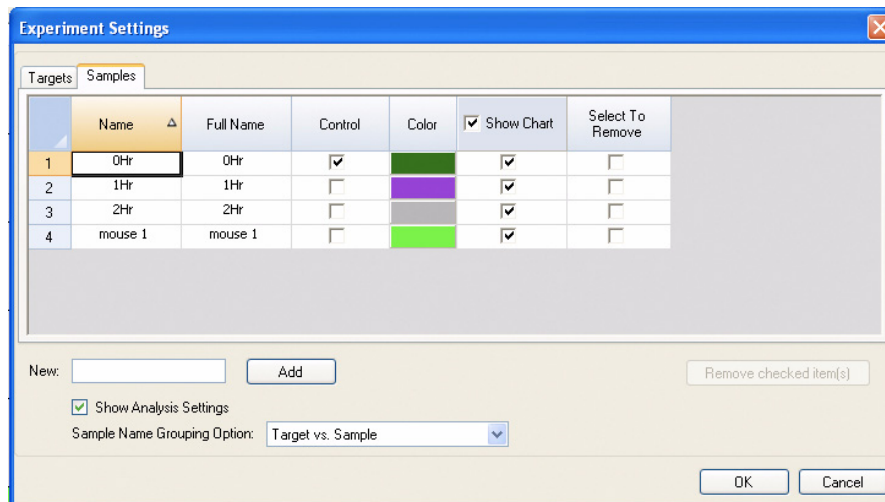 Experiment Settings
Targets Samples
Name Full Name Control Color Show Chart Select To Remove
1 0Hr 0Hr
2 1Hr 1Hr
3 2Hr 2Hr
4 mouse 1 mouse 1
New: Add Remove checked item(s)
Show Analysis Settings
Sample Name Grouping Option: Target vs. Sample
OK Cancel